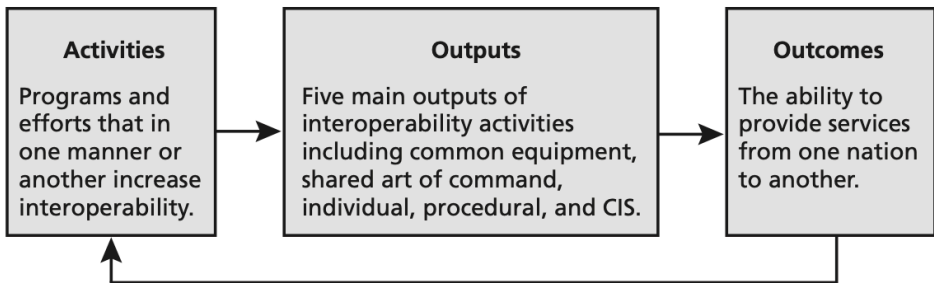 Activities
Programs and
efforts that in
one manner or
another increase
interoperability.
Outputs
Five main outputs of
interoperability activities
including common equipment,
shared art of command,
individual, procedural, and CIS.
Outcomes
The ability to
provide services
from one nation
to another.